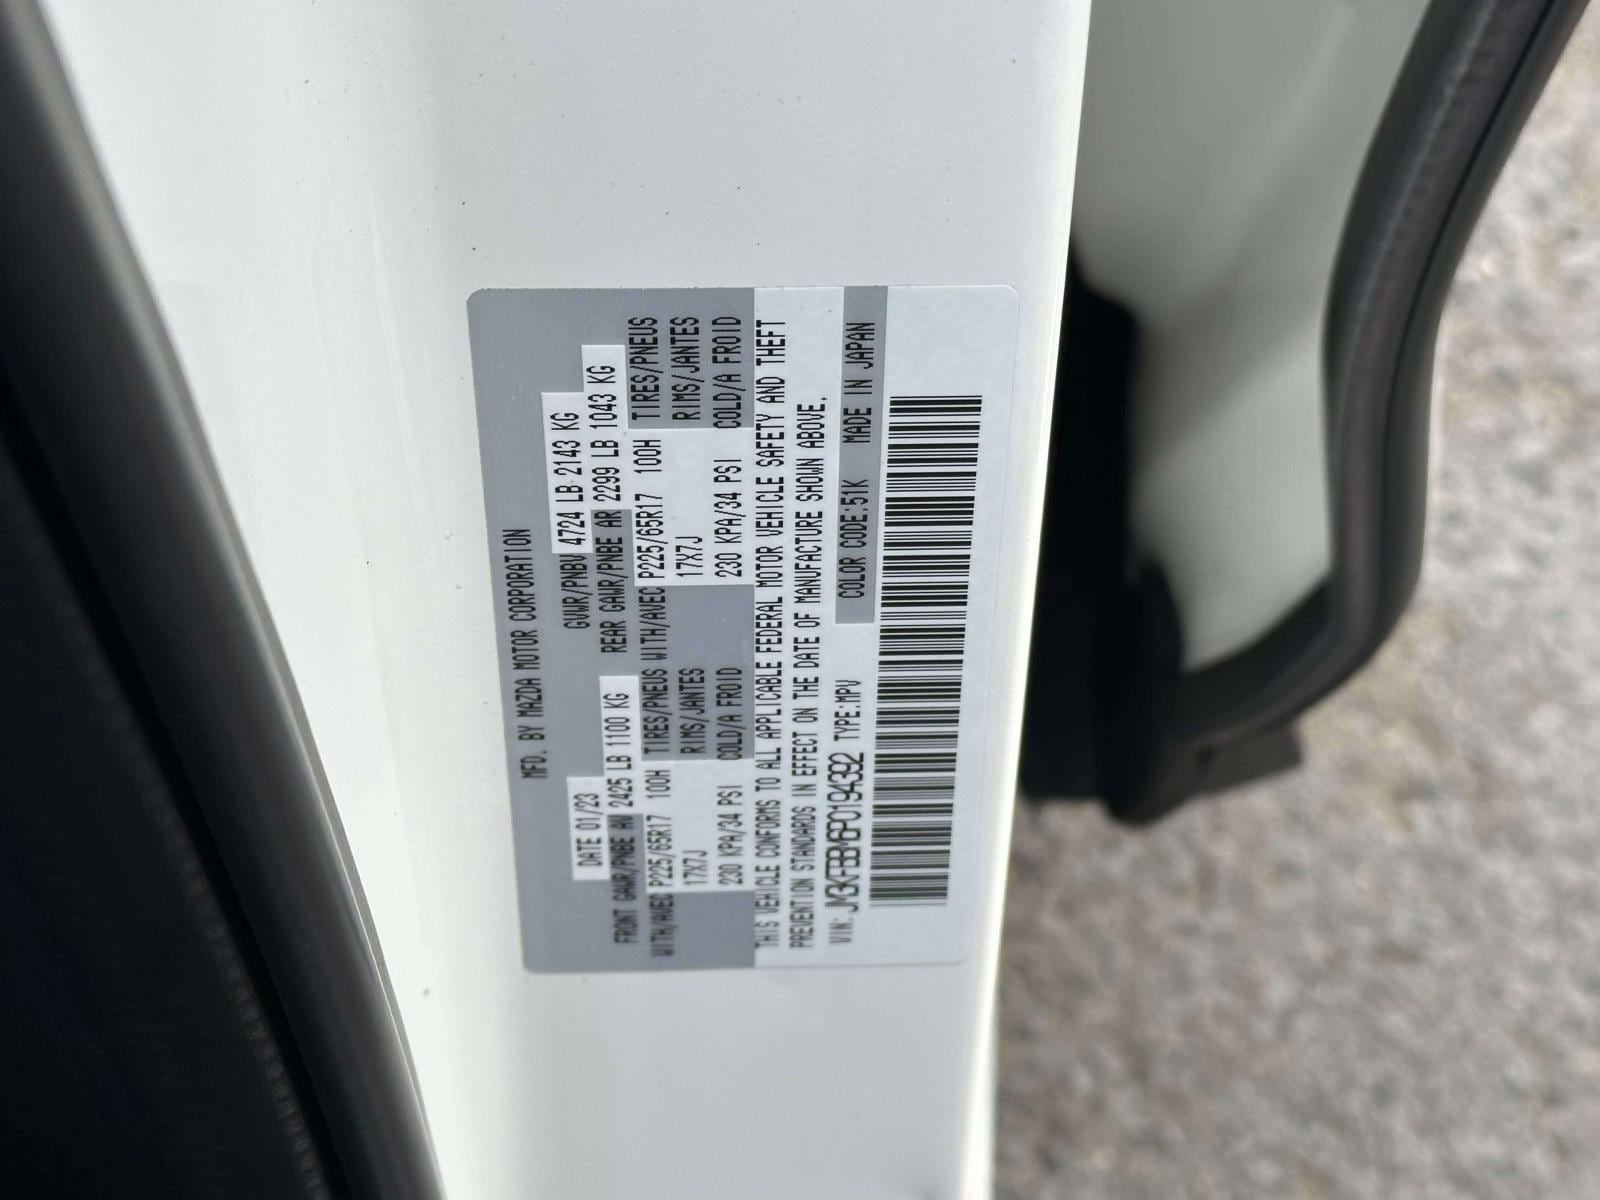 MFD. BY MAZDA MOTOR CORPORATION
DATE 01/23 GVWR/PNBV 4724 LB 2143 KG
FRONT GAWR/PNBE AV 2425 LB 1100 KG REAR GAWR/PNBE AR 2299 LB 1043 KG
WITH/AVEC P225/65R17 100H TIRES/PNEUS WITH/AVEC P225/65R17 100H TIRES/PNEUS
17X7J RIMS/JANTES 17X7J RIMS/JANTES
230 KPA/34 PSI COLD/A FROID 230 KPA/34 PSI COLD/A FROID
THIS VEHICLE CONFORMS TO ALL APPLICABLE FEDERAL MOTOR VEHICLE SAFETY AND THEFT
PREVENTION STANDARDS IN EFFECT ON THE DATE OF MANUFACTURE SHOWN ABOVE.
VIN:JM3KFBBM6P0194392 TYPE:MPV COLOR CODE:51K MADE IN JAPAN